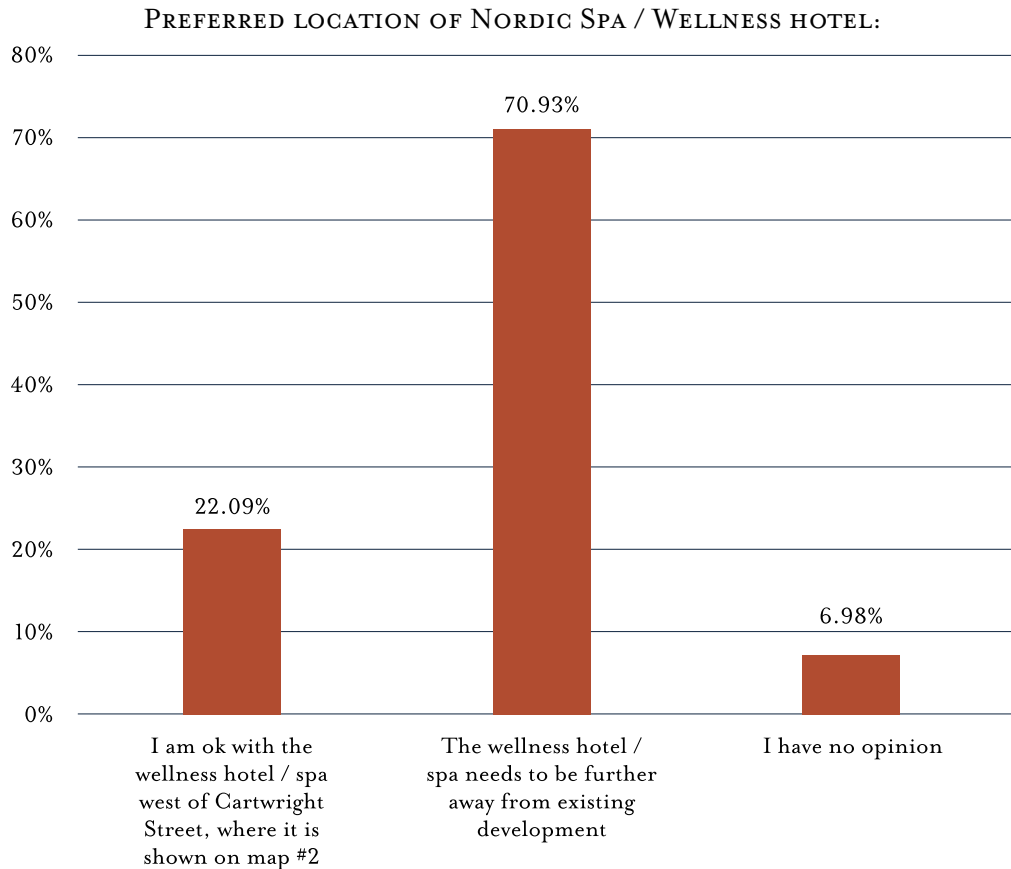 Preferred location of Nordic Spa / Wellness hotel:
80%
70%
60%
50%
40%
30%
20%
10%
0%
22.09%
70.93%
6.98%
I am ok with the
wellness hotel / spa
west of Cartwright
Street, where it is
shown on map #2
The wellness hotel /
spa needs to be further
away from existing
development
I have no opinion